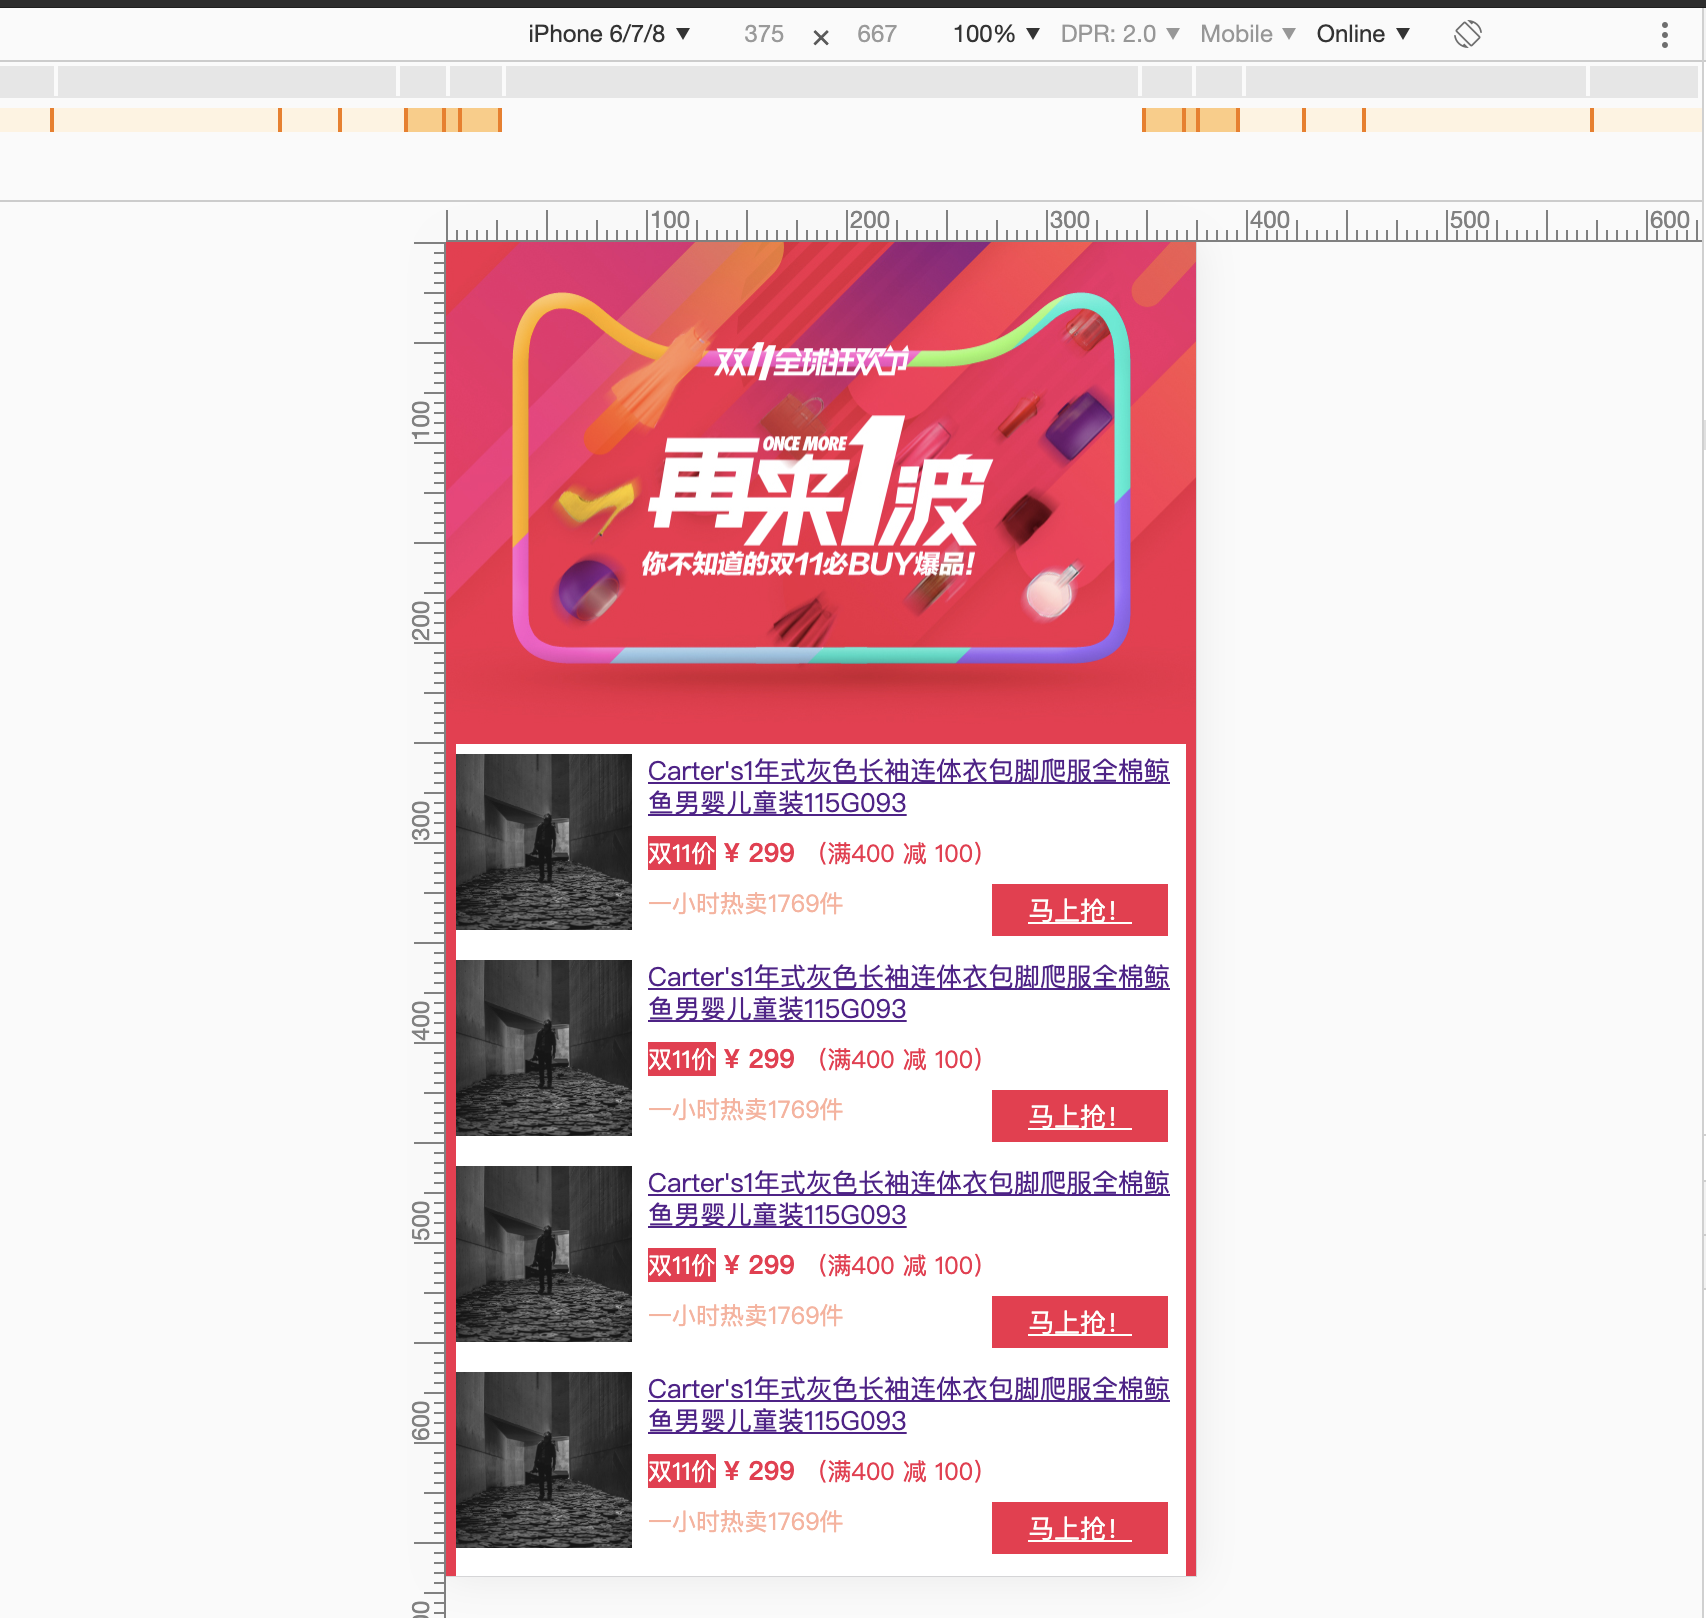 iPhone 6/7/8 ▼ 375 × 667 100% ▼ DPR: 2.0 ▼ Mobile ▼ Online ▼
100 200 300 400 500 600
100
200
300
400
500
600
双11全球狂欢节
ONCE MORE
再来1波
你不知道的双11必BUY爆品!
Carter's1年式灰色长袖连体衣包脚爬服全棉鲸
鱼男婴儿童装115G093
双11价 ¥ 299 （满400 减 100）
一小时热卖1769件
马上抢！
Carter's1年式灰色长袖连体衣包脚爬服全棉鲸
鱼男婴儿童装115G093
双11价 ¥ 299 （满400 减 100）
一小时热卖1769件
马上抢！
Carter's1年式灰色长袖连体衣包脚爬服全棉鲸
鱼男婴儿童装115G093
双11价 ¥ 299 （满400 减 100）
一小时热卖1769件
马上抢！
Carter's1年式灰色长袖连体衣包脚爬服全棉鲸
鱼男婴儿童装115G093
双11价 ¥ 299 （满400 减 100）
一小时热卖1769件
马上抢！